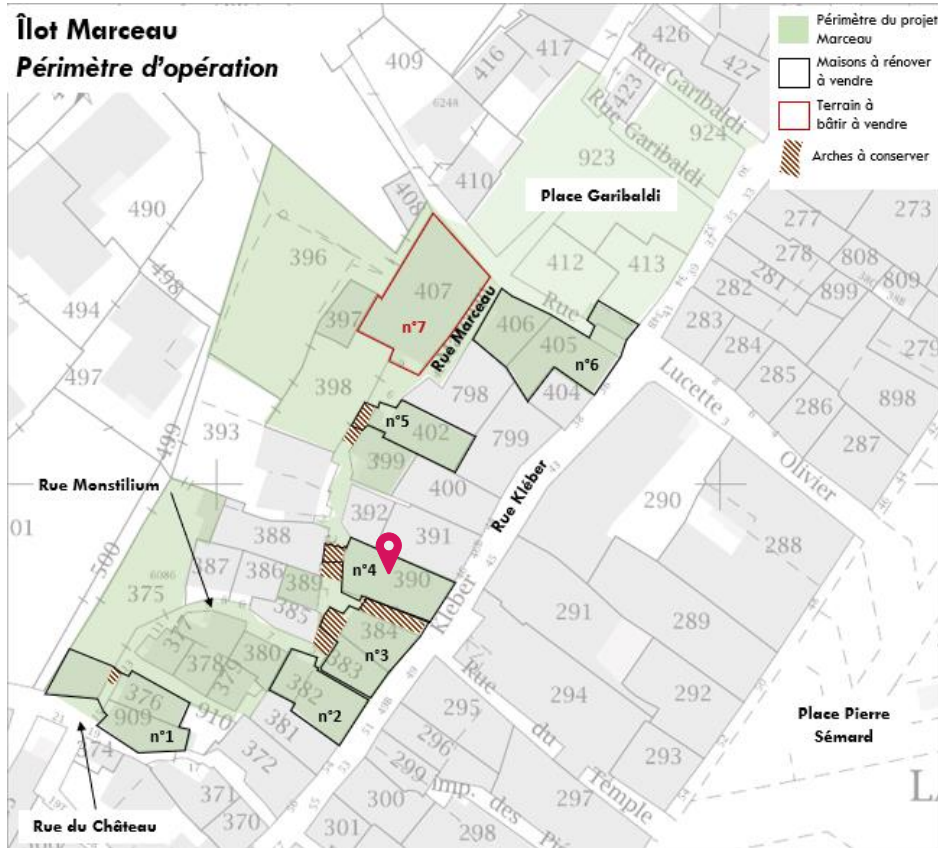 Îlot Marceau
Périmètre d'opération
Périmètre du projet
Marceau
Maisons à rénover
à vendre
Terrain à
bâtir à vendre
Arches à conserver
409
416
417
426
427
423
6248
Rue Garibaldi
Rue Garibaldi
924
923
410
408
Place Garibaldi
490
498
396
494
497
397
407
n°7
Rue Marceau
412
413
Rue
406
405
n°6
404
277
278
273
808
809
281
899
282
283
284
279
285
286
898
287
Lucette
Olivier
398
798
799
n°5
402
399
400
393
499
Rue Monstilium
Rue Kléber
290
288
392
391
388
387
386
389
385
n°4
390
Kléber
500
01
375
6086
377
378
379
380
384
383
n°3
291
289
294
292
293
382
n°2
381
376
909
n°1
910
374
372
371
370
Rue du Château
295
296
299
imp. des
297
298
300
301
Rue du Temple
Place Pierre
Sémard